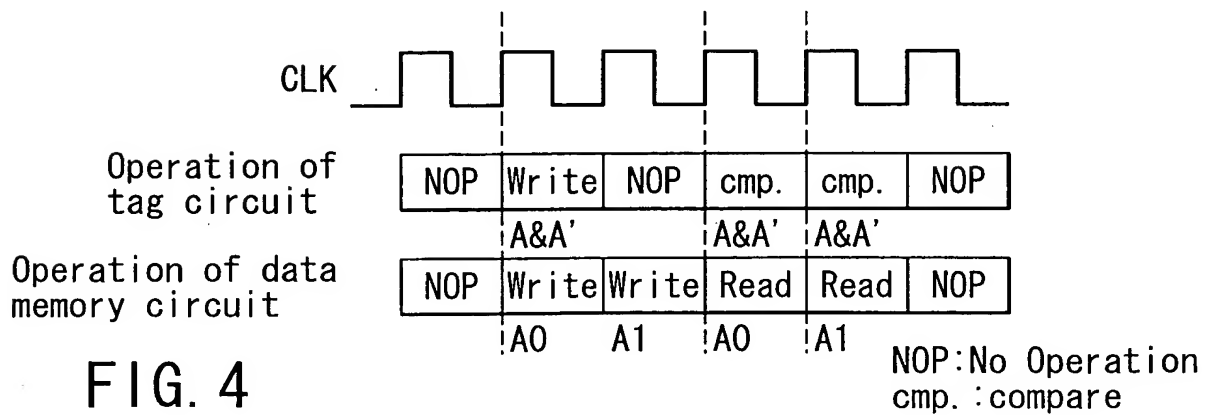 CLK
Operation of
tag circuit
NOP Write NOP cmp. cmp. NOP
A&A' A&A' A&A'
Operation of data
memory circuit
NOP Write Write Read Read NOP
A0 A1 A0 A1
FIG. 4
NOP:No Operation
cmp.:compare